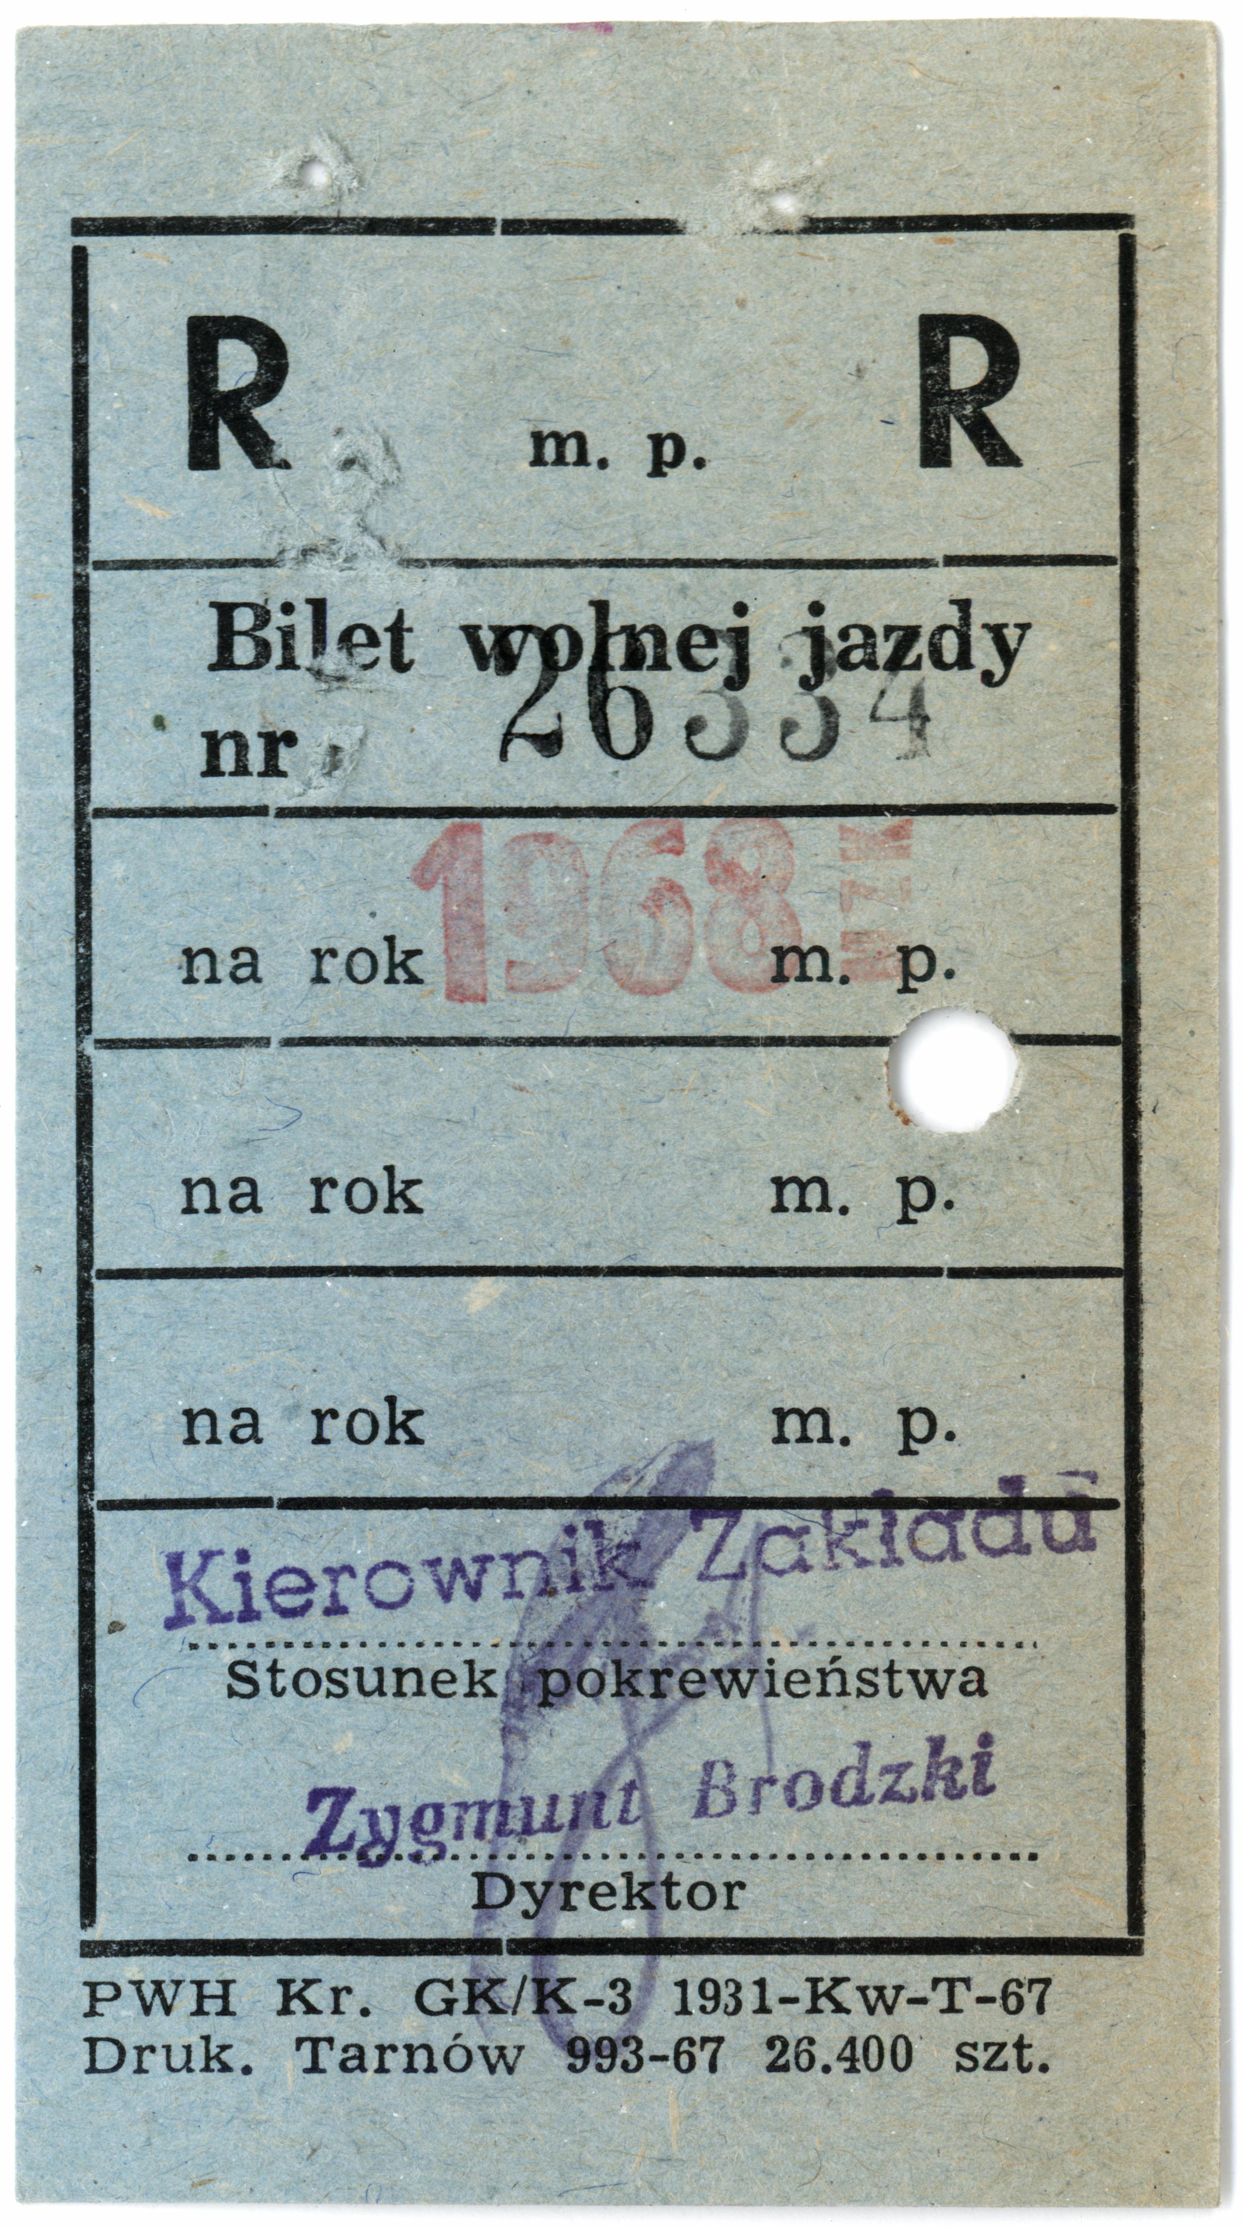 R m. p. R
Bilet wolnej jazdy
nr 26334
1968
na rok m. p.
na rok m. p.
na rok m. p.
Kierownik Zakładu
Stosunek pokrewieństwa
Zygmunt Brodzki
Dyrektor
PWH Kr. GK/K-3 1931-Kw-T-67
Druk. Tarnów 993-67 26.400 szt.